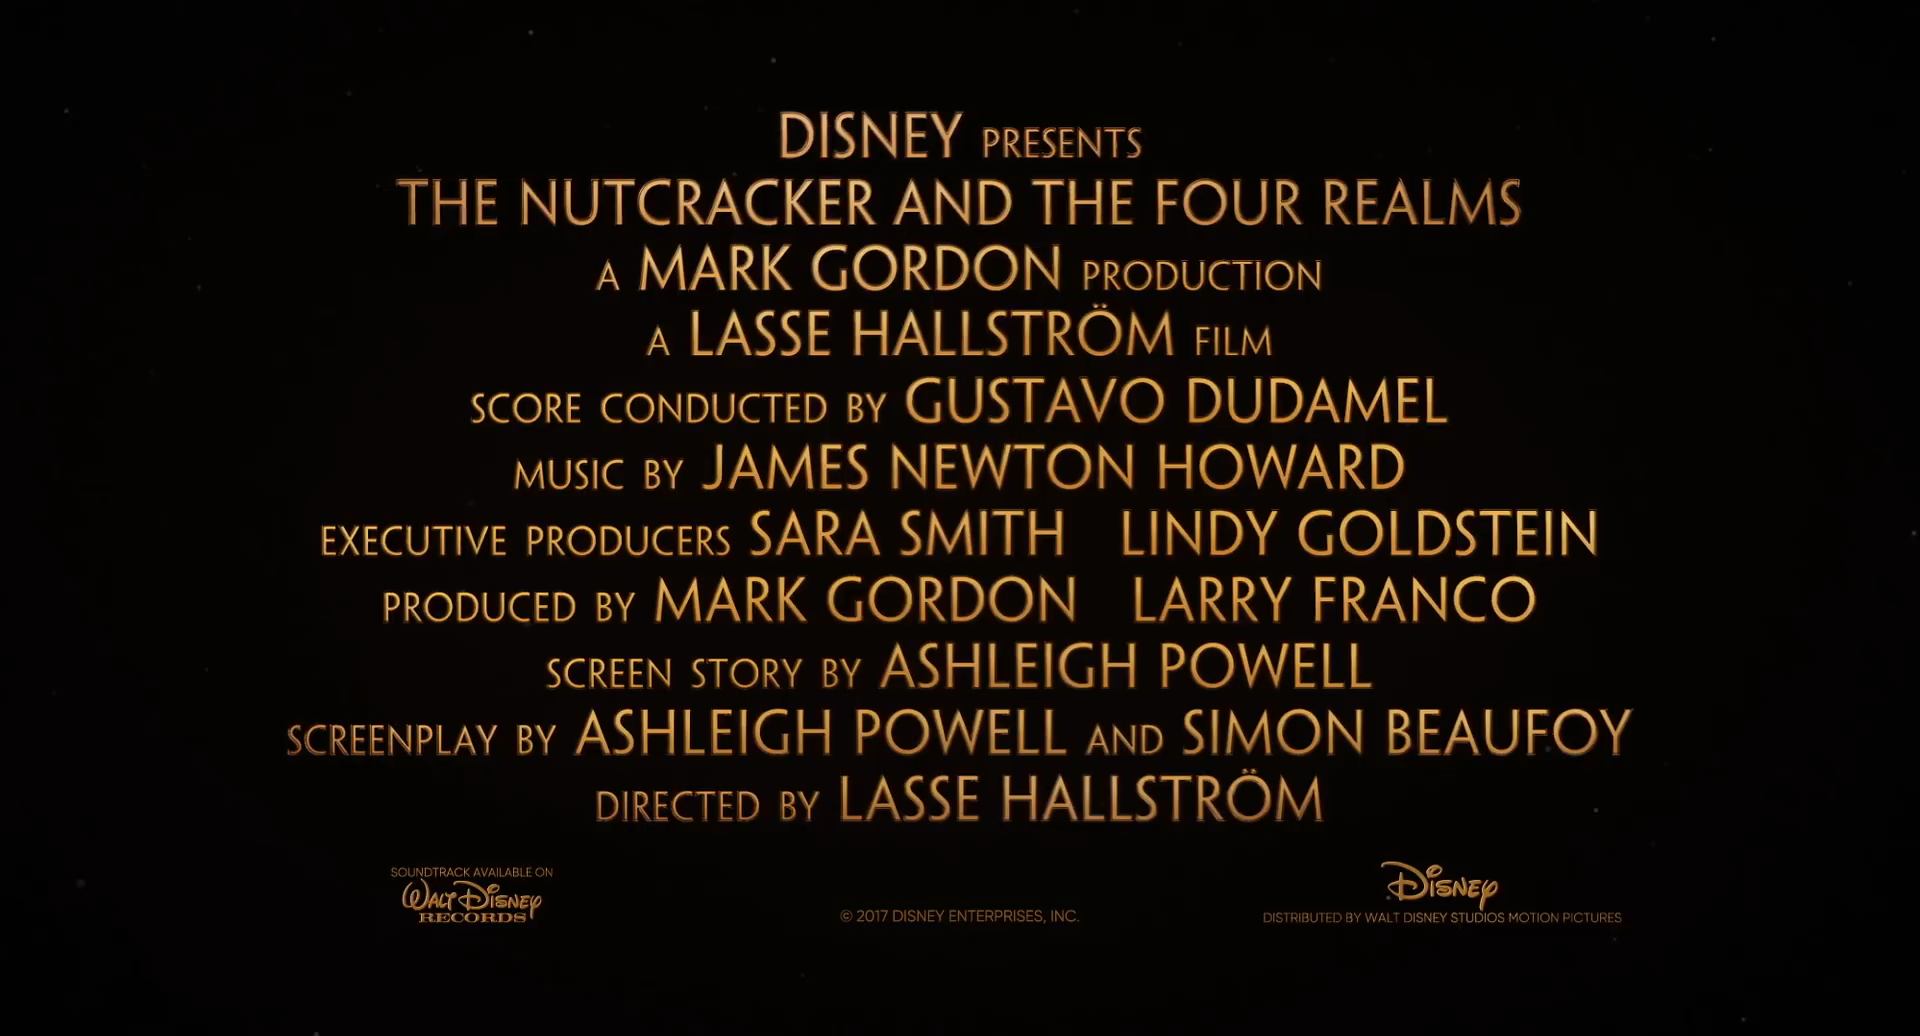 DISNEY PRESENTS
THE NUTCRACKER AND THE FOUR REALMS
A MARK GORDON PRODUCTION
A LASSE HALLSTRÖM FILM
SCORE CONDUCTED BY GUSTAVO DUDAMEL
MUSIC BY JAMES NEWTON HOWARD
EXECUTIVE PRODUCERS SARA SMITH LINDY GOLDSTEIN
PRODUCED BY MARK GORDON LARRY FRANCO
SCREEN STORY BY ASHLEIGH POWELL
SCREENPLAY BY ASHLEIGH POWELL AND SIMON BEAUFOY
DIRECTED BY LASSE HALLSTRÖM
SOUNDTRACK AVAILABLE ON
WALT DISNEY
RECORDS
© 2017 DISNEY ENTERPRISES, INC.
DISNEY
DISTRIBUTED BY WALT DISNEY STUDIOS MOTION PICTURES